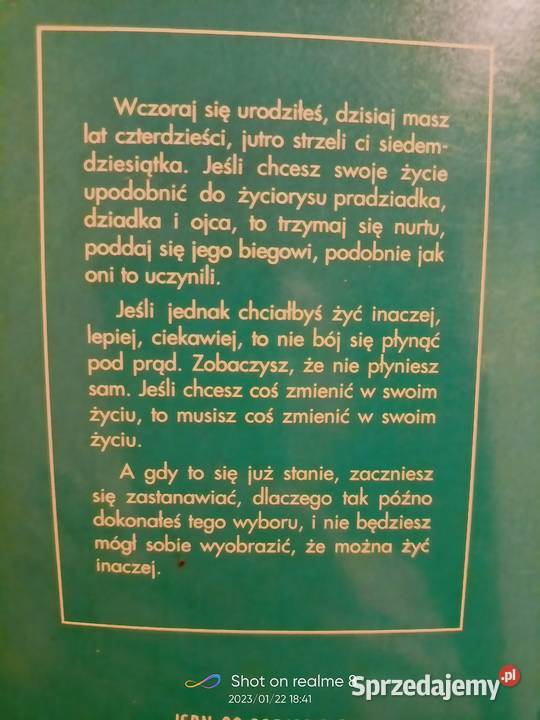 Wczoraj się urodziłeś, dzisiaj masz
lat czterdzieści, jutro strzeli ci siedem-
dziesiątka. Jeśli chcesz swoje życie
upodobnić do życiorysu pradziadka,
dziadka i ojca, to trzymaj się nurtu,
poddaj się jego biegowi, podobnie jak
oni to uczynili.
Jeśli jednak chciałbyś żyć inaczej,
lepiej, ciekawiej, to nie bój się płynąć
pod prąd. Zobaczysz, że nie płyniesz
sam. Jeśli chcesz coś zmienić w swoim
życiu, to musisz coś zmienić w swoim
życiu.
A gdy to się już stanie, zaczniesz
się zastanawiać, dlaczego tak późno
dokonałeś tego wyboru, i nie będziesz
mógł sobie wyobrazić, że można żyć
inaczej.
Shot on realme 8
2023/01/22 18:41
Sprzedajemy.pl
ISBN